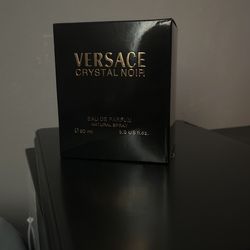 VERSACE
CRYSTAL NOIR
EAU DE PARFUM
NATURAL SPRAY